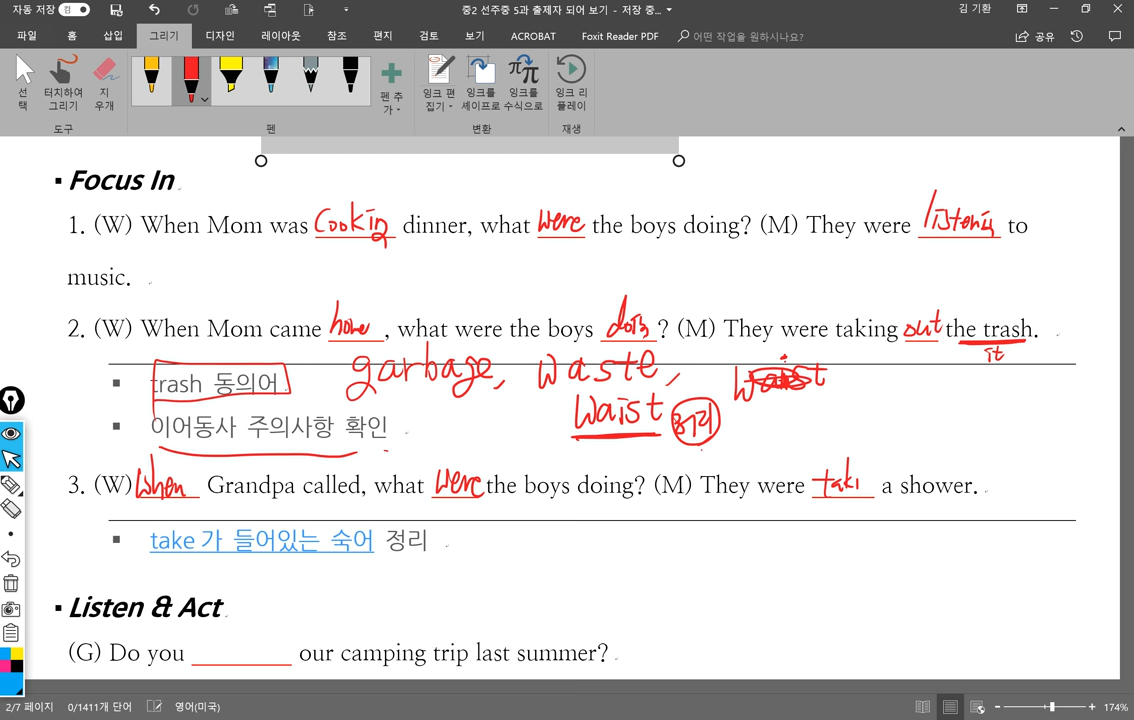 자동 저장 컴 중2 선주중 5과 출제자 되어 보기 - 저장 중... 김 기환
파일 홈 삽입 그리기 디자인 레이아웃 참조 편지 검토 보기 ACROBAT Foxit Reader PDF 어떤 작업을 원하시나요? 공유
선택 터치하여 그리기 지우개 펜 추가 잉크 편집기 잉크를 셰이프로 잉크를 수식으로 잉크 리플레이
도구 펜 변환 재생
▪ Focus In
1. (W) When Mom was cooking dinner, what were the boys doing? (M) They were listening to
music.
2. (W) When Mom came home, what were the boys doing? (M) They were taking out the trash.
it
▪ trash 동의어 garbage, waste, waist
waist 허리
▪ 이어동사 주의사항 확인
3. (W) When Grandpa called, what were the boys doing? (M) They were taki a shower.
▪ take 가 들어있는 숙어 정리
▪ Listen & Act
(G) Do you ________ our camping trip last summer?
2/7 페이지 0/1411개 단어 영어(미국) 174%